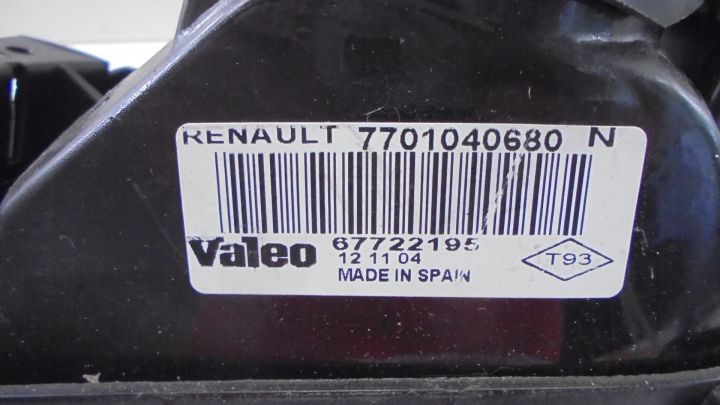 RENAULT 7701040680 N
Valeo 67722195
12 11 04
MADE IN SPAIN
T93